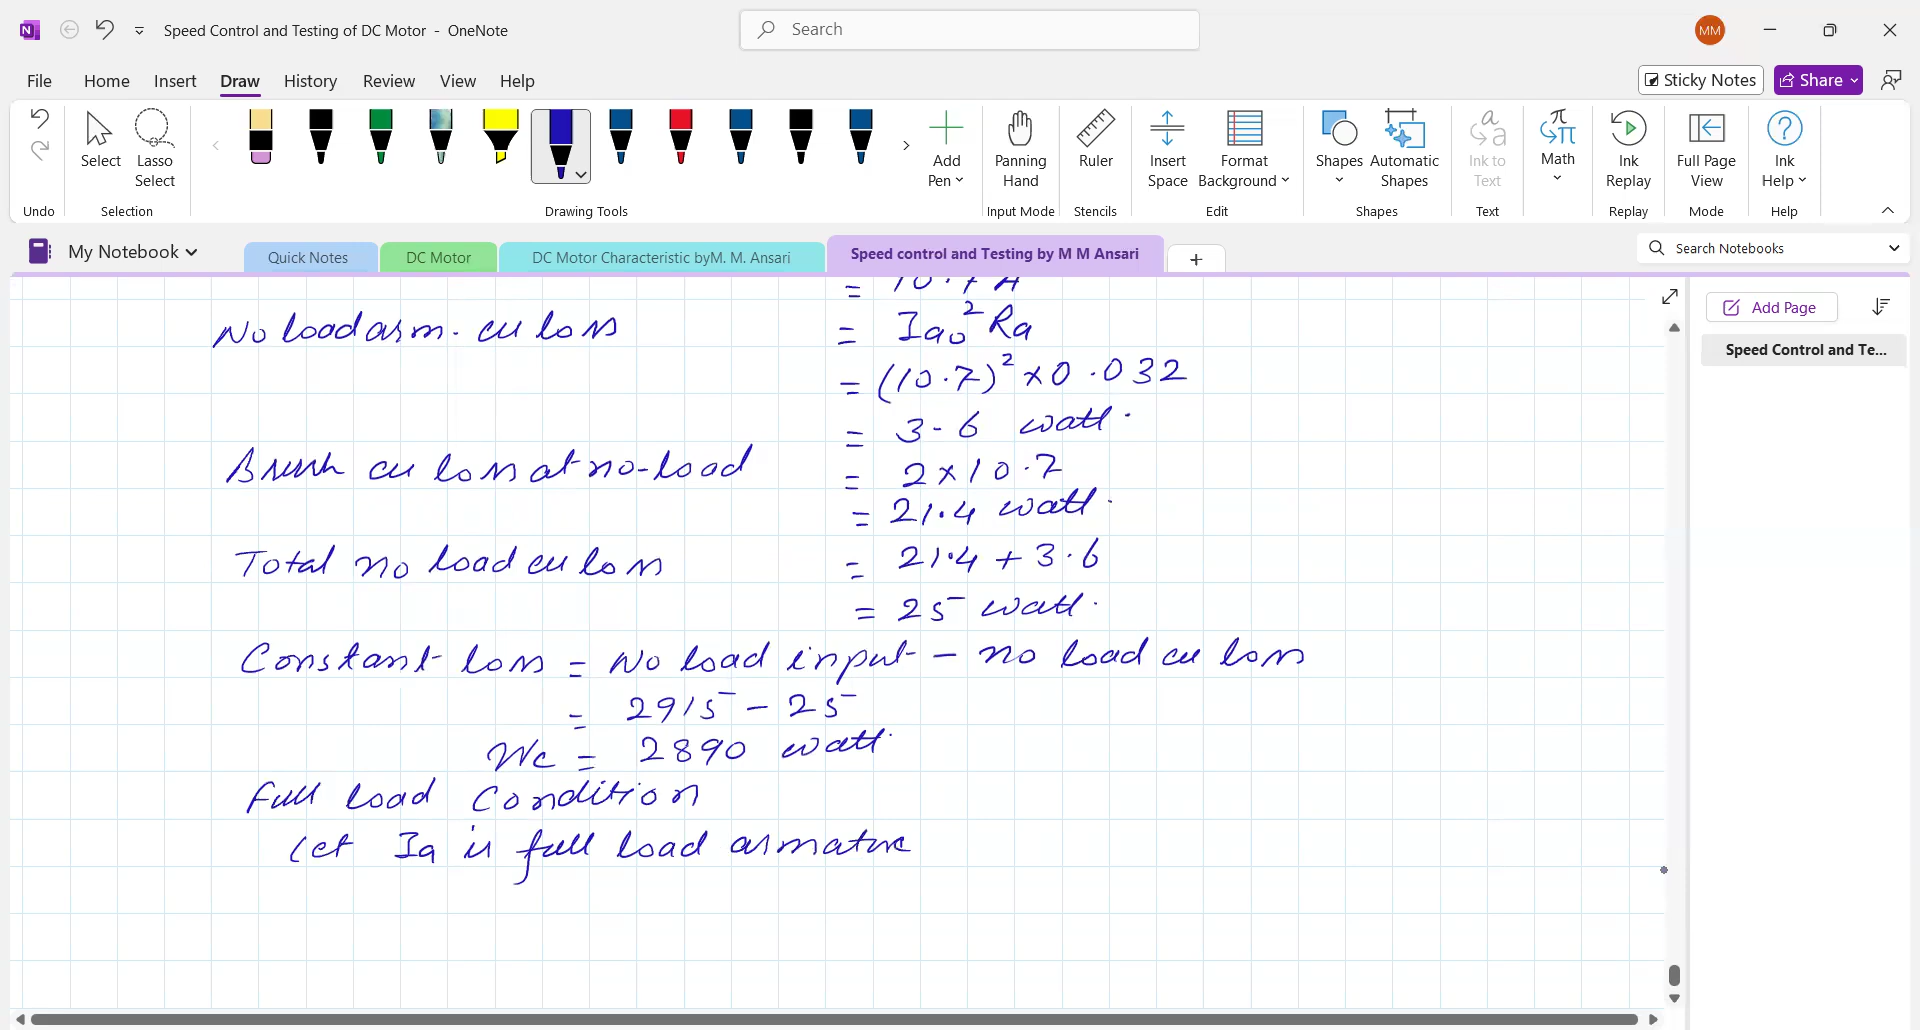 Speed Control and Testing of DC Motor - OneNote
Search
MM
File Home Insert Draw History Review View Help
Sticky Notes Share
Undo
Select
Lasso Select
Selection
Drawing Tools
Add Pen
Panning Hand
Input Mode
Ruler
Stencils
Insert Space
Format Background
Edit
Shapes
Automatic Shapes
Shapes
Ink to Text
Text
Math
Ink Replay
Replay
Full Page View
Mode
Ink Help
Help
My Notebook
Quick Notes
DC Motor
DC Motor Characteristic byM. M. Ansari
Speed control and Testing by M M Ansari
+
Search Notebooks
Add Page
Speed Control and Te...
= 10.7 A
No load arm. cu loss = Ia₀² Ra
= (10.7)² × 0.032
= 3.6 watt.
Brush cu loss at no-load = 2 × 10.7
= 21.4 watt.
Total no load cu loss = 21.4 + 3.6
= 25 watt.
Constant loss = No load input - no load cu loss
= 2915 - 25
Wc = 2890 watt.
Full load Condition
Let Ia is full load armature